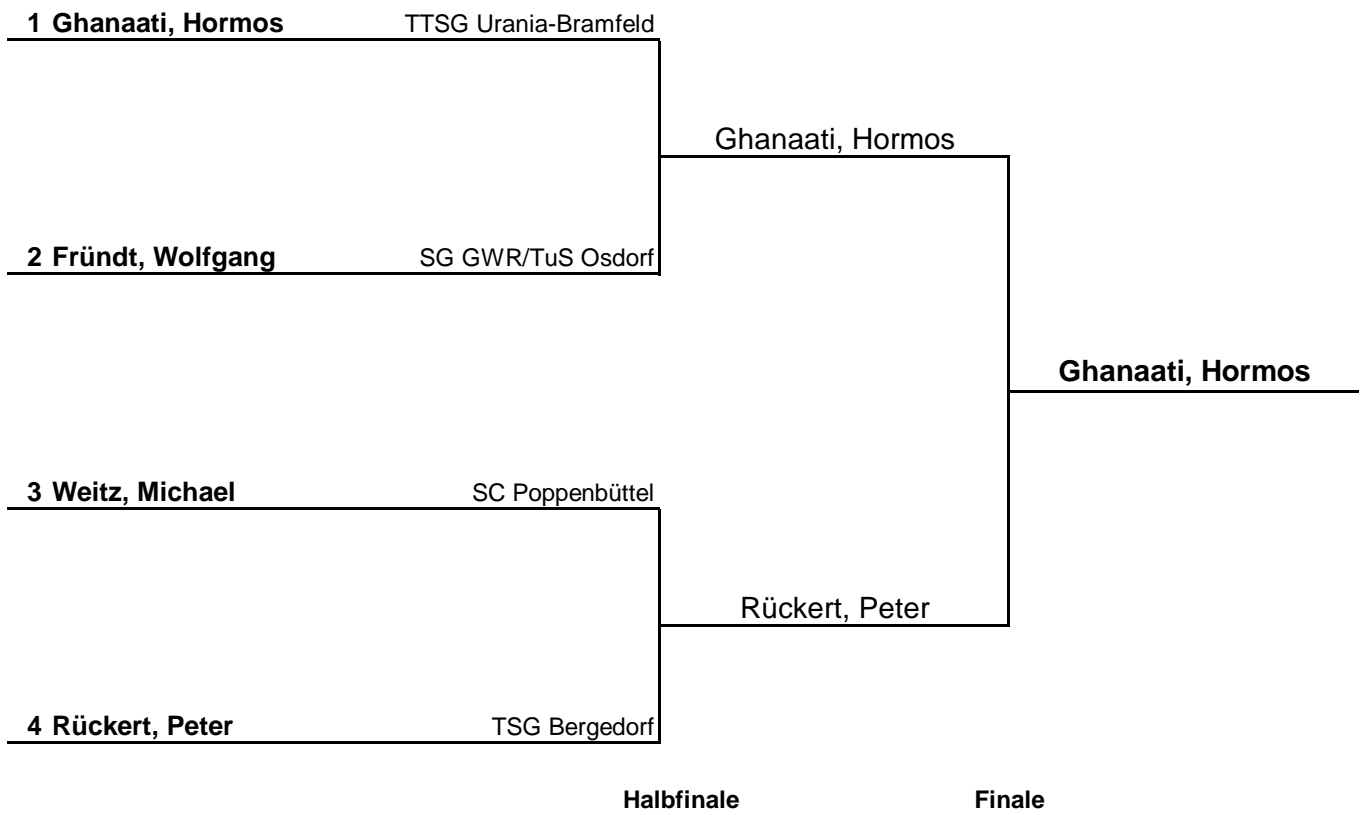 1 Ghanaati, Hormos TTSG Urania-Bramfeld
Ghanaati, Hormos
2 Fründt, Wolfgang SG GWR/TuS Osdorf
Ghanaati, Hormos
3 Weitz, Michael SC Poppenbüttel
Rückert, Peter
4 Rückert, Peter TSG Bergedorf
Halbfinale Finale